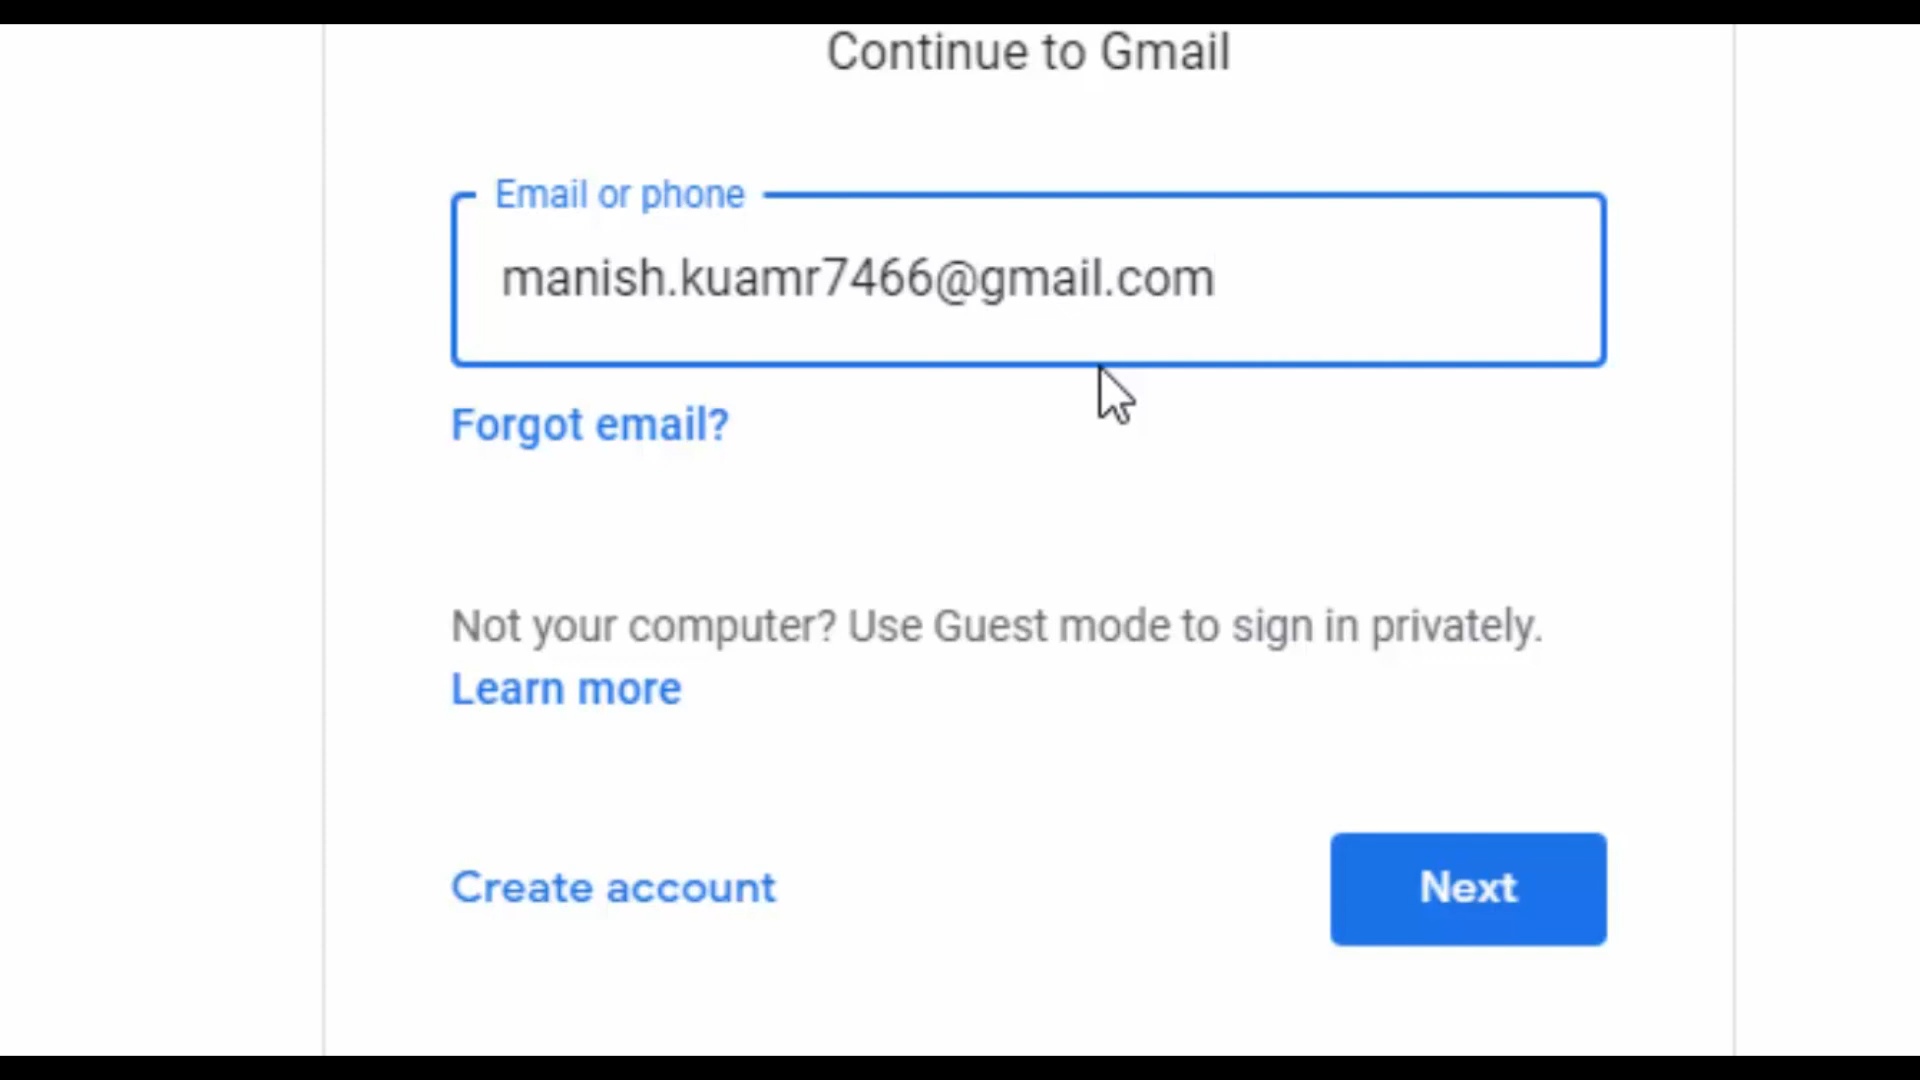 Continue to Gmail
Email or phone
manish.kuamr7466@gmail.com
Forgot email?
Not your computer? Use Guest mode to sign in privately.
Learn more
Create account
Next